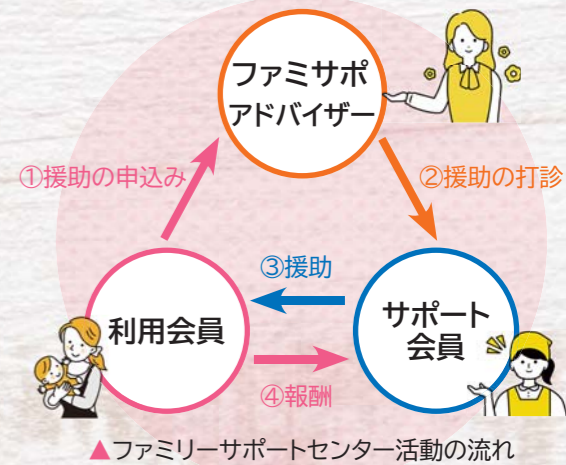 ファミサポ
アドバイザー
①援助の申込み
②援助の打診
③援助
利用会員
サポート
会員
④報酬
▲ファミリーサポートセンター活動の流れ